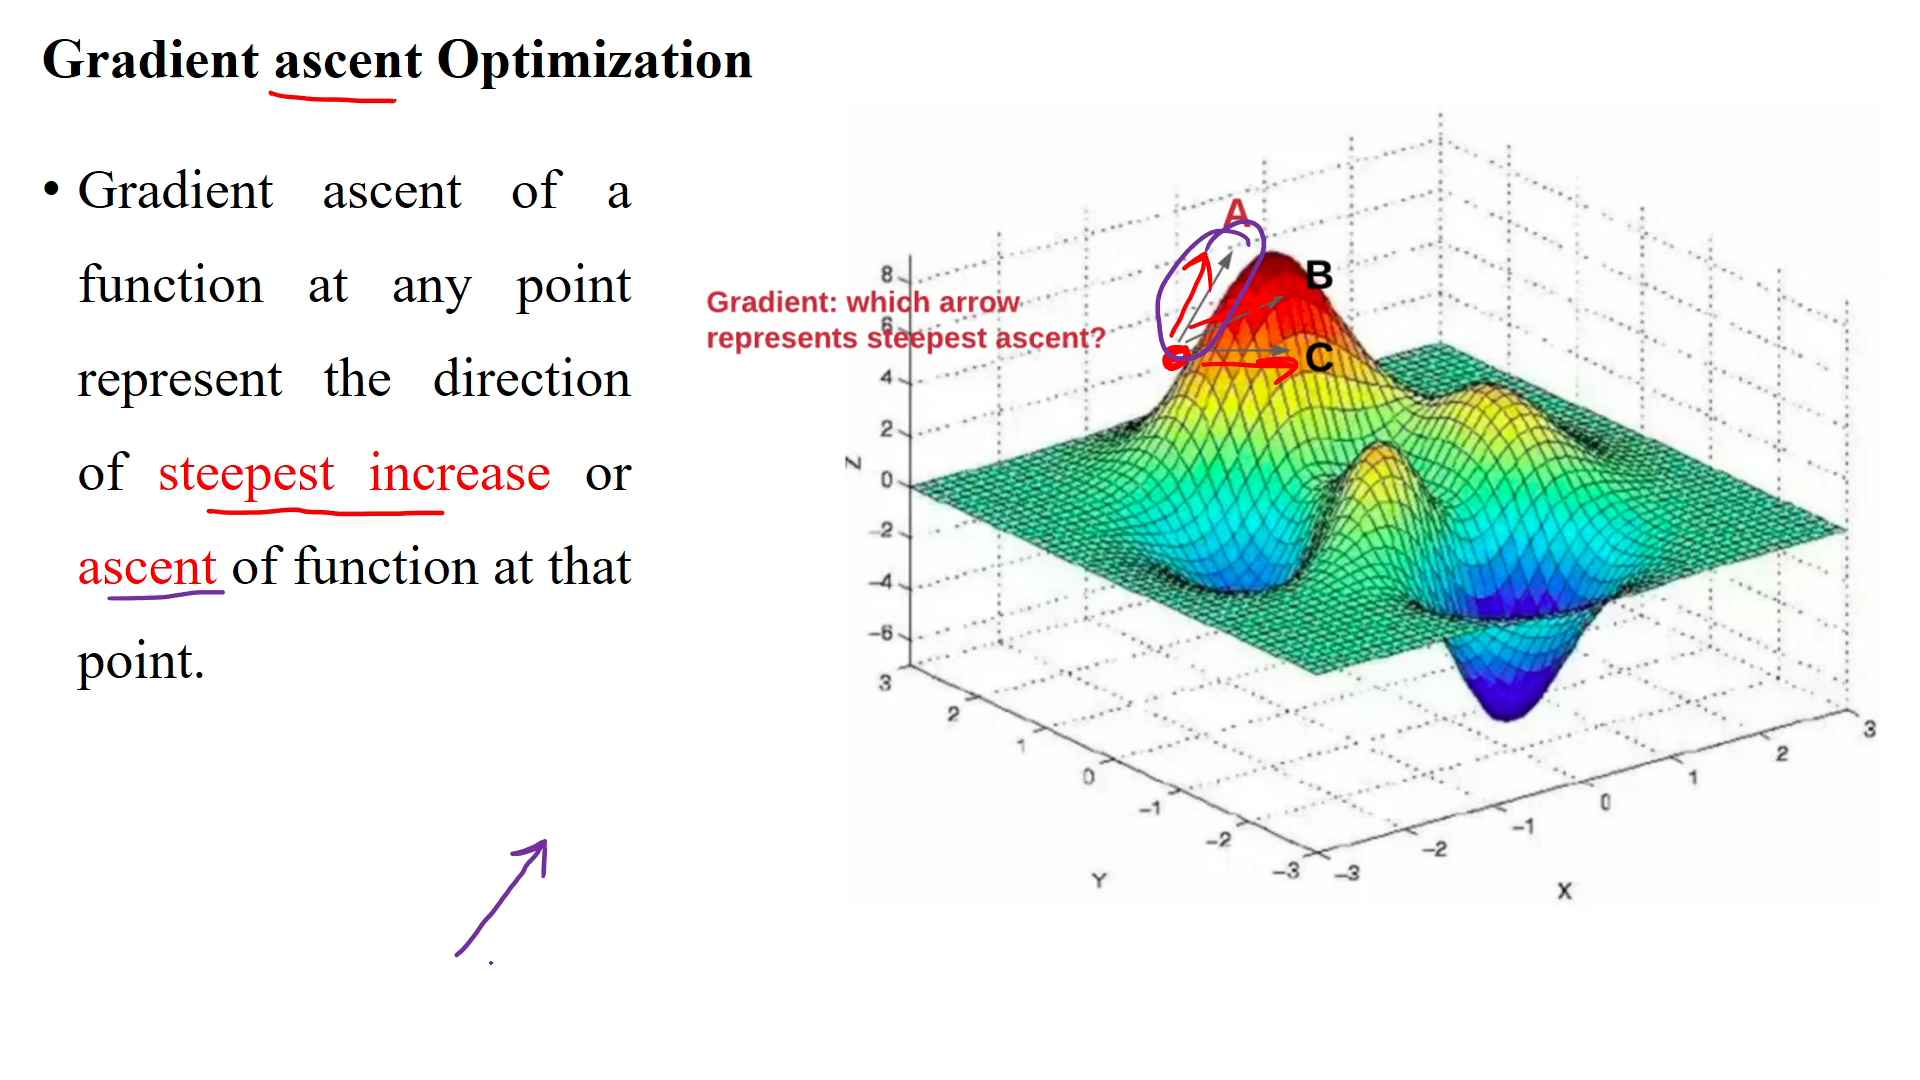 Gradient ascent Optimization
• Gradient ascent of a
function at any point
represent the direction
of steepest increase or
ascent of function at that
point.
Gradient: which arrow
represents steepest ascent?
A
B
C
8
6
4
2
0
−2
−4
−6
Z
3
2
1
0
−1
−2
−3
Y
−3
−2
−1
0
1
2
3
X